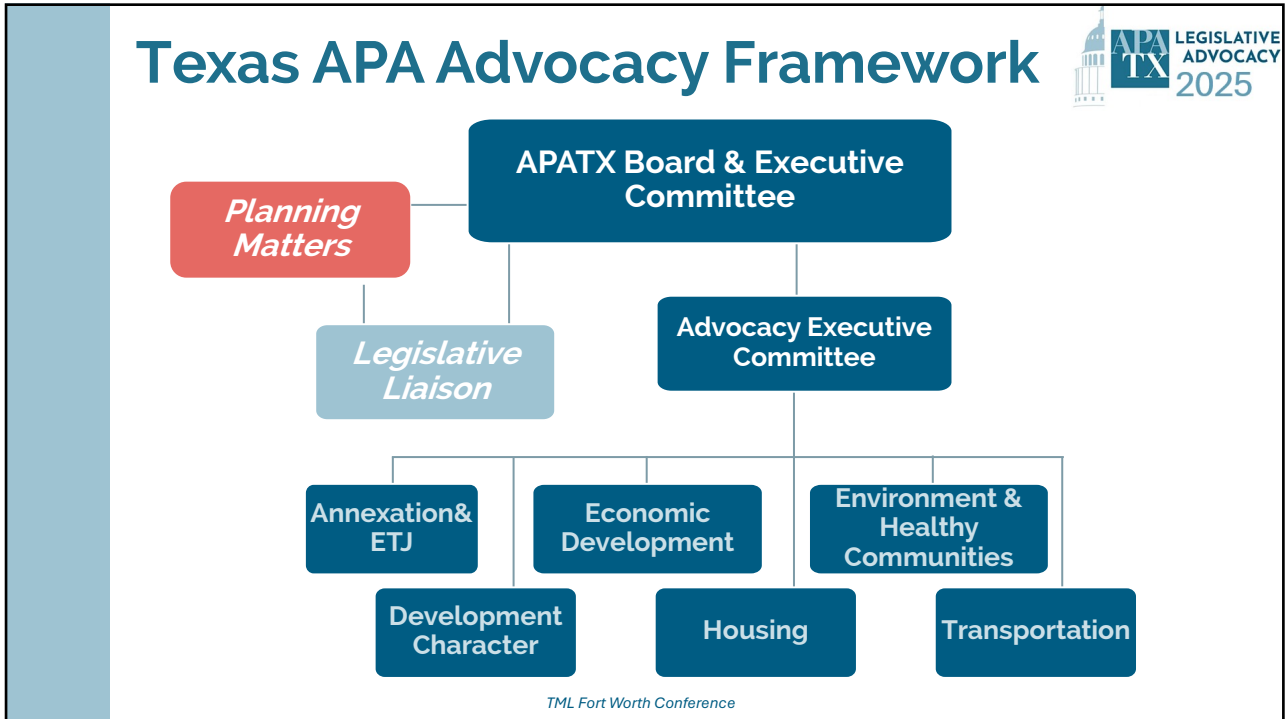 Texas APA Advocacy Framework
APA
TX
LEGISLATIVE
ADVOCACY
2025
APATX Board & Executive
Committee
Planning
Matters
Legislative
Liaison
Advocacy Executive
Committee
Annexation&
ETJ
Economic
Development
Environment &
Healthy
Communities
Development
Character
Housing
Transportation
TML Fort Worth Conference